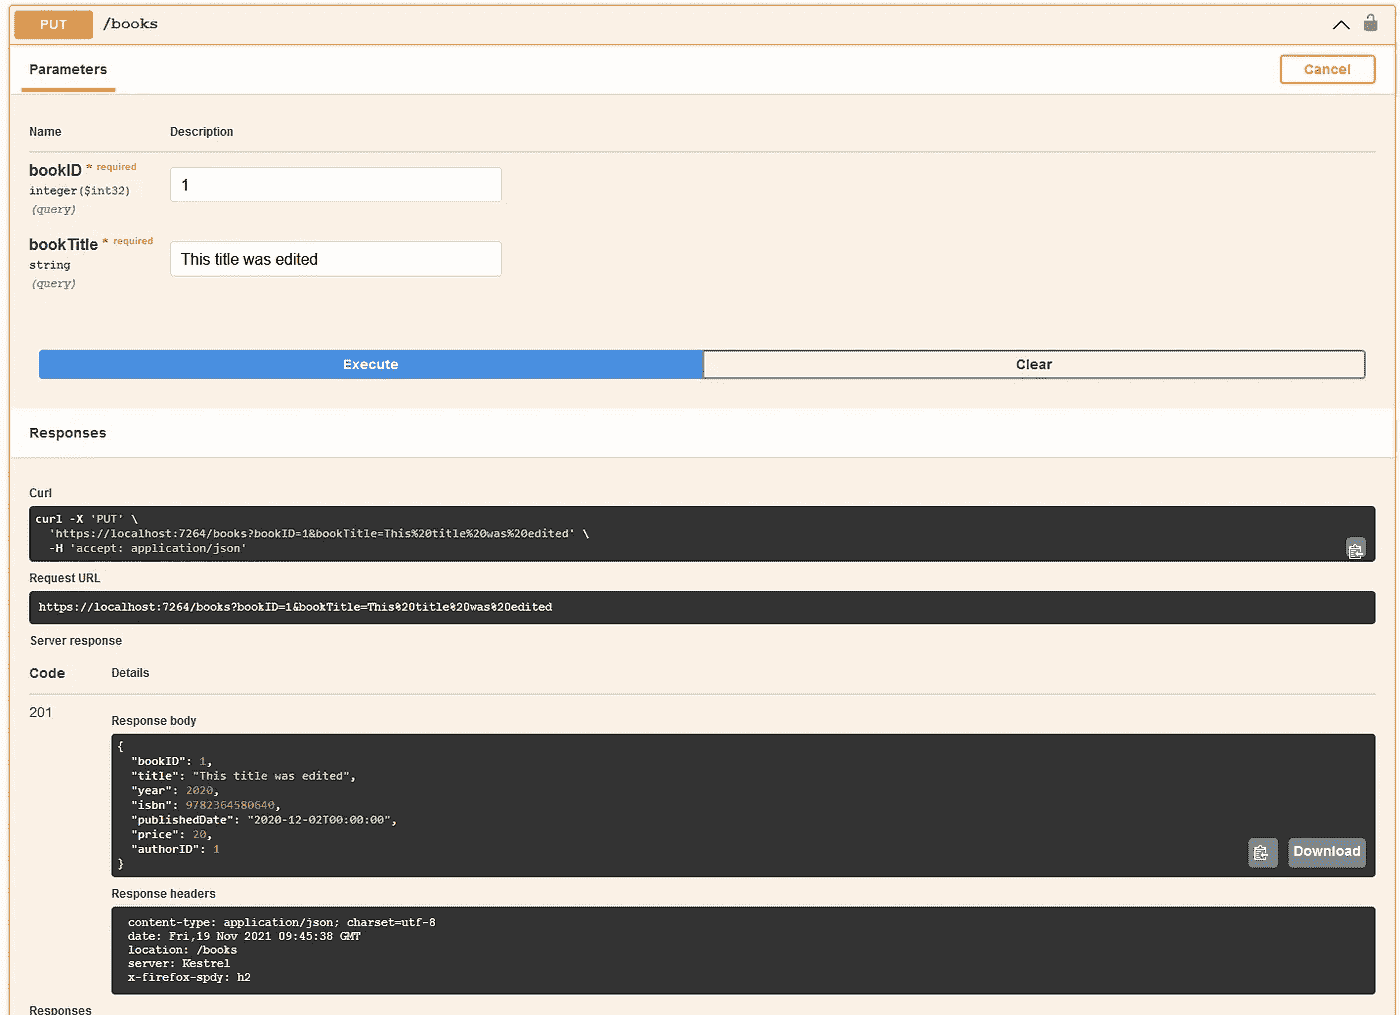 PUT /books
Parameters
Cancel
Name Description
bookID * required
integer($int32)
(query)
1
bookTitle * required
string
(query)
This title was edited
Execute
Clear
Responses
Curl
curl -X 'PUT' \
'https://localhost:7264/books?bookID=1&bookTitle=This%20title%20was%20edited' \
-H 'accept: application/json'
Request URL
https://localhost:7264/books?bookID=1&bookTitle=This%20title%20was%20edited
Server response
Code Details
201
Response body
{
"bookID": 1,
"title": "This title was edited",
"year": 2020,
"isbn": 9782364580640,
"publishedDate": "2020-12-02T00:00:00",
"price": 20,
"authorID": 1
}
Download
Response headers
content-type: application/json; charset=utf-8
date: Fri,19 Nov 2021 09:45:38 GMT
location: /books
server: Kestrel
x-firefox-spdy: h2
Responses